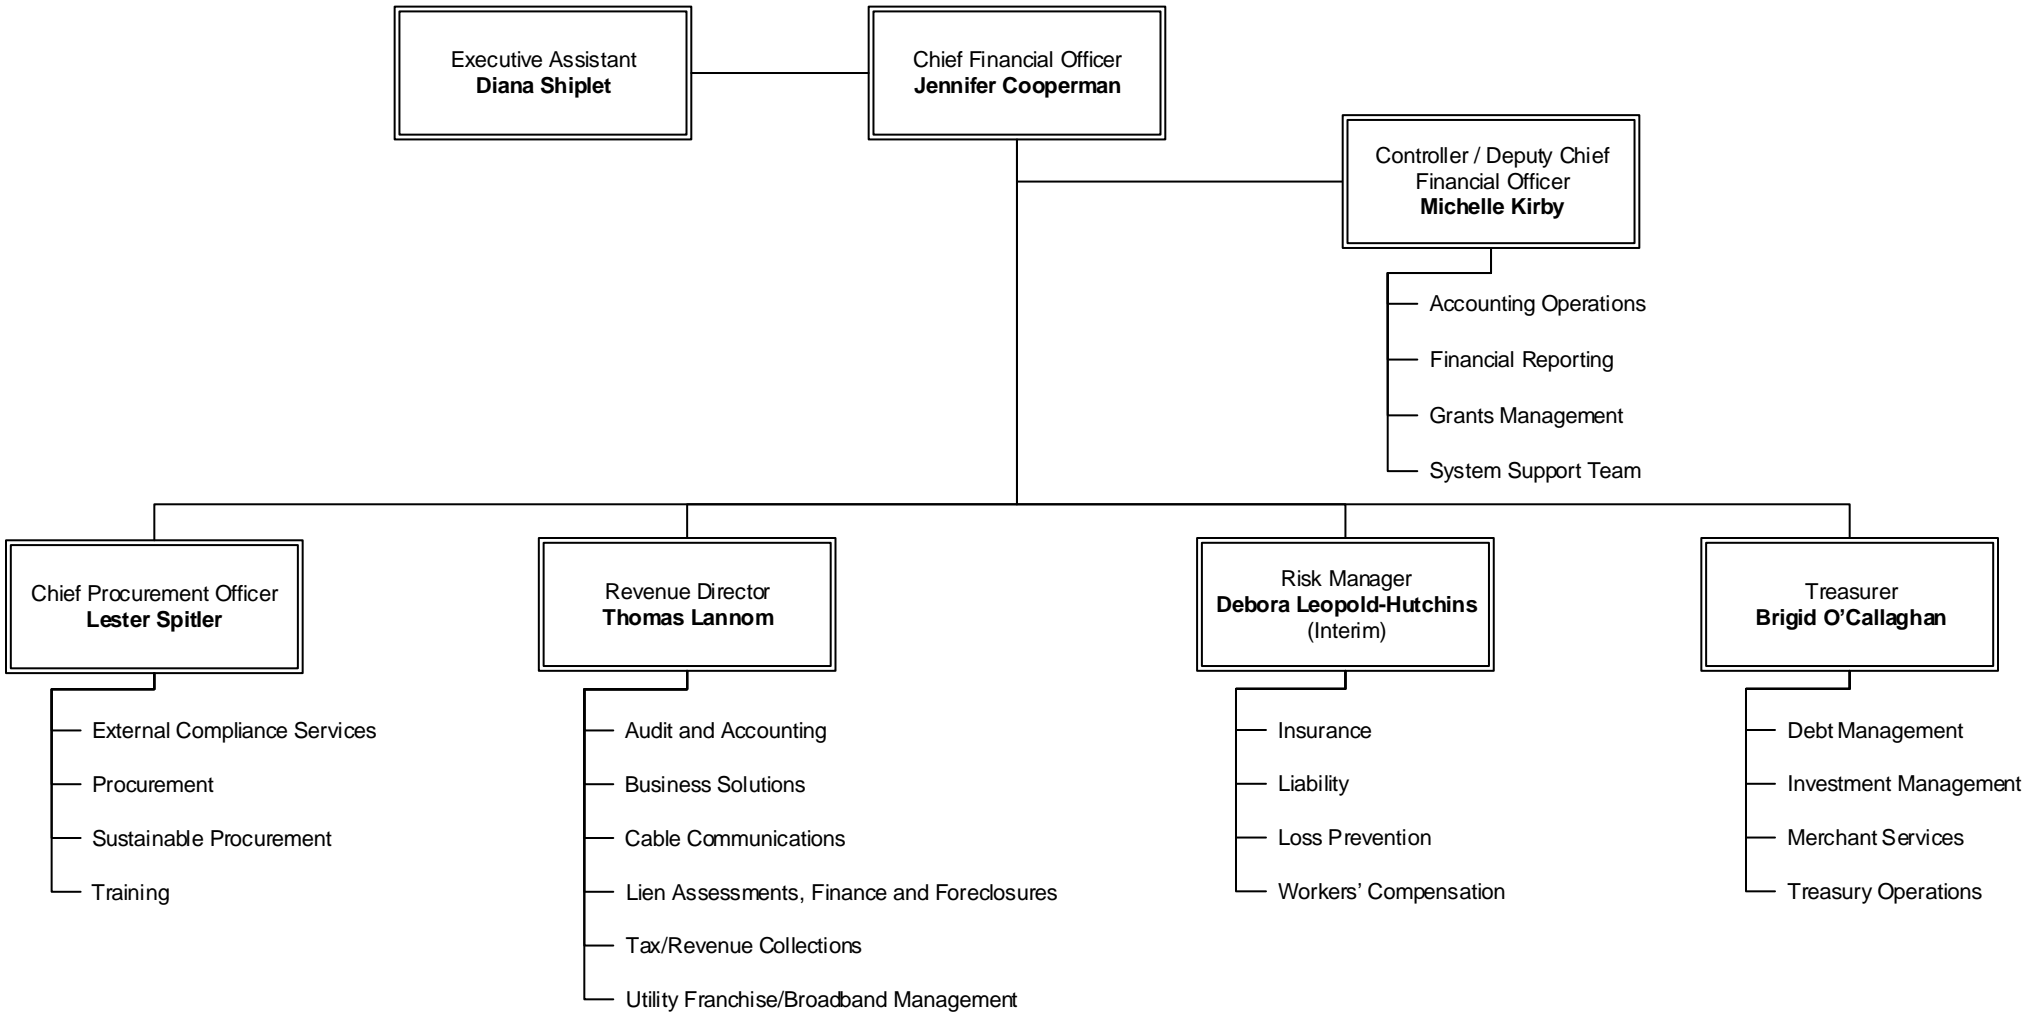 Executive Assistant
Diana Shiplet
Chief Financial Officer
Jennifer Cooperman
Controller / Deputy Chief
Financial Officer
Michelle Kirby
Accounting Operations
Financial Reporting
Grants Management
System Support Team
Chief Procurement Officer
Lester Spitler
External Compliance Services
Procurement
Sustainable Procurement
Training
Revenue Director
Thomas Lannom
Audit and Accounting
Business Solutions
Cable Communications
Lien Assessments, Finance and Foreclosures
Tax/Revenue Collections
Utility Franchise/Broadband Management
Risk Manager
Debora Leopold-Hutchins
(Interim)
Insurance
Liability
Loss Prevention
Workers’ Compensation
Treasurer
Brigid O’Callaghan
Debt Management
Investment Management
Merchant Services
Treasury Operations